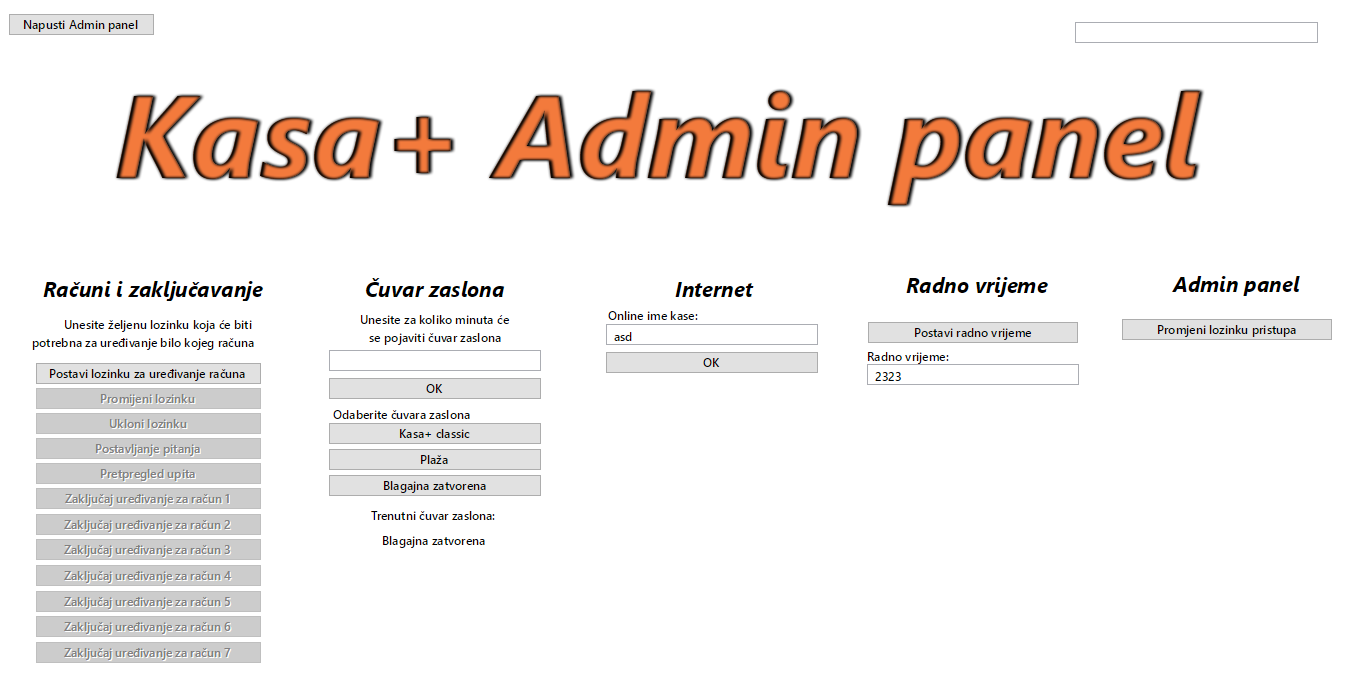 Napusti Admin panel
Kasa+ Admin panel
Računi i zaključavanje
Unesite željenu lozinku koja će biti
potrebna za uređivanje bilo kojeg računa
Postavi lozinku za uređivanje računa
Promijeni lozinku
Ukloni lozinku
Postavljanje pitanja
Pretpregled upita
Zaključaj uređivanje za račun 1
Zaključaj uređivanje za račun 2
Zaključaj uređivanje za račun 3
Zaključaj uređivanje za račun 4
Zaključaj uređivanje za račun 5
Zaključaj uređivanje za račun 6
Zaključaj uređivanje za račun 7
Čuvar zaslona
Unesite za koliko minuta će
se pojaviti čuvar zaslona
OK
Odaberite čuvara zaslona
Kasa+ classic
Plaža
Blagajna zatvorena
Trenutni čuvar zaslona:
Blagajna zatvorena
Internet
Online ime kase:
asd
OK
Radno vrijeme
Postavi radno vrijeme
Radno vrijeme:
2323
Admin panel
Promjeni lozinku pristupa